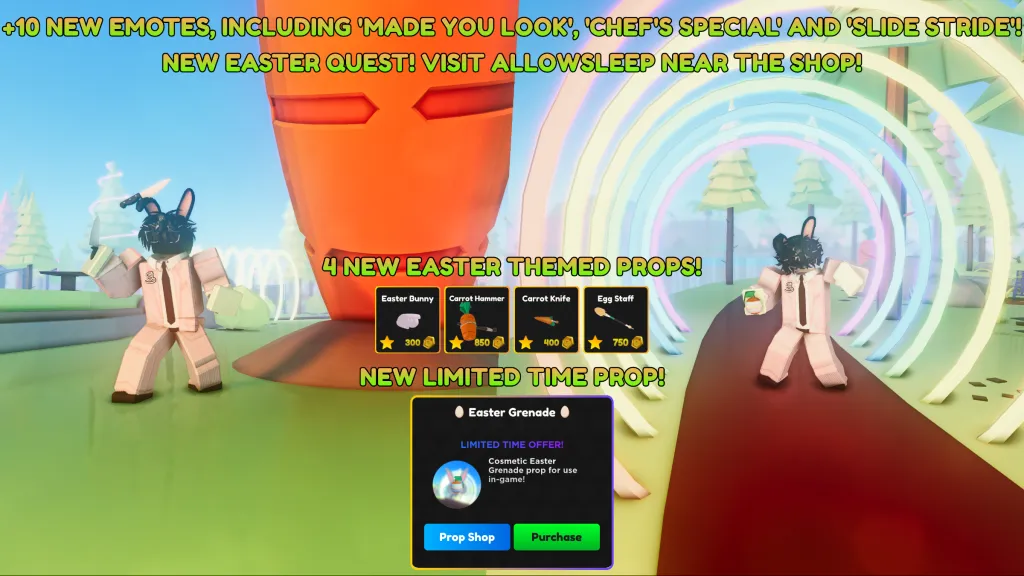 +10 NEW EMOTES, INCLUDING 'MADE YOU LOOK', 'CHEF'S SPECIAL' AND 'SLIDE STRIDE'!
NEW EASTER QUEST! VISIT ALLOWSLEEP NEAR THE SHOP!
4 NEW EASTER THEMED PROPS!
Easter Bunny
300
Carrot Hammer
850
Carrot Knife
400
Egg Staff
750
NEW LIMITED TIME PROP!
Easter Grenade
LIMITED TIME OFFER!
Cosmetic Easter
Grenade prop for use
in-game!
Prop Shop
Purchase